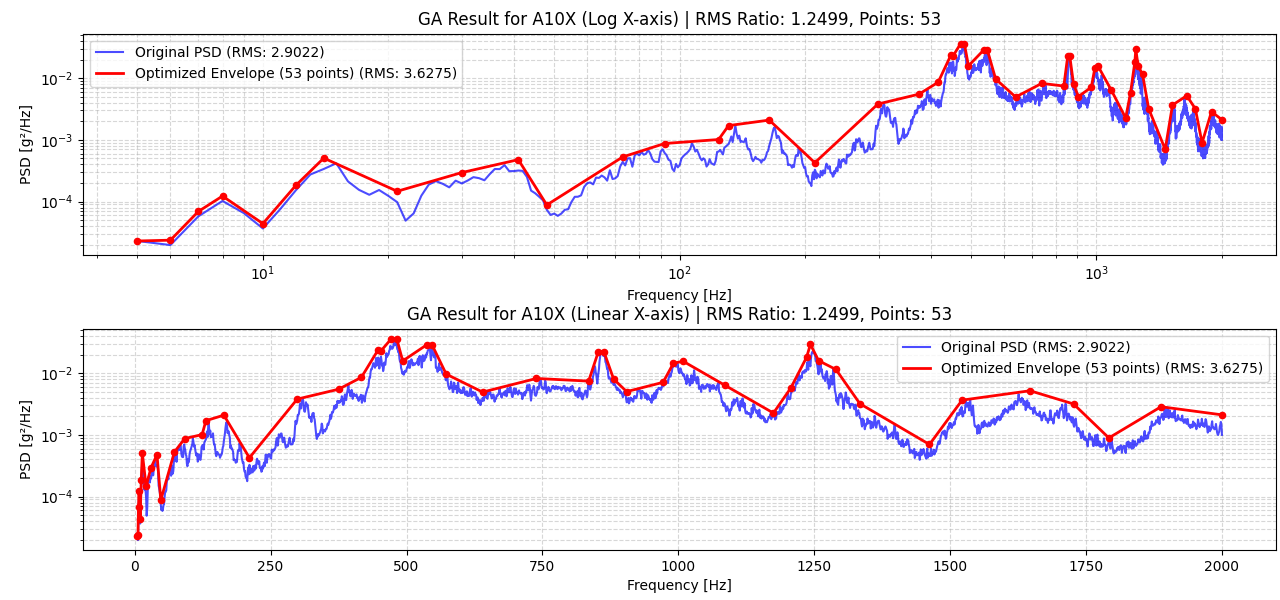 GA Result for A10X (Log X-axis) | RMS Ratio: 1.2499, Points: 53
Original PSD (RMS: 2.9022)
Optimized Envelope (53 points) (RMS: 3.6275)
PSD [g²/Hz]
10⁻²
10⁻³
10⁻⁴
10¹
10²
10³
Frequency [Hz]
GA Result for A10X (Linear X-axis) | RMS Ratio: 1.2499, Points: 53
Original PSD (RMS: 2.9022)
Optimized Envelope (53 points) (RMS: 3.6275)
PSD [g²/Hz]
10⁻²
10⁻³
10⁻⁴
0 250 500 750 1000 1250 1500 1750 2000
Frequency [Hz]